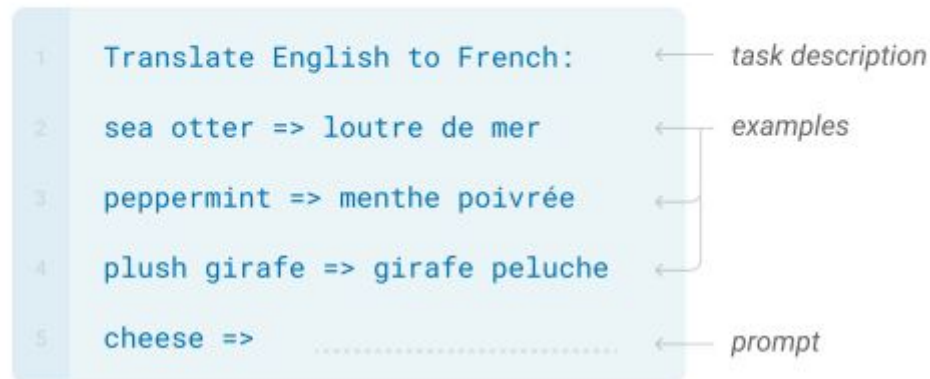 1 Translate English to French: task description
2 sea otter => loutre de mer examples
3 peppermint => menthe poivrée
4 plush girafe => girafe peluche
5 cheese => prompt